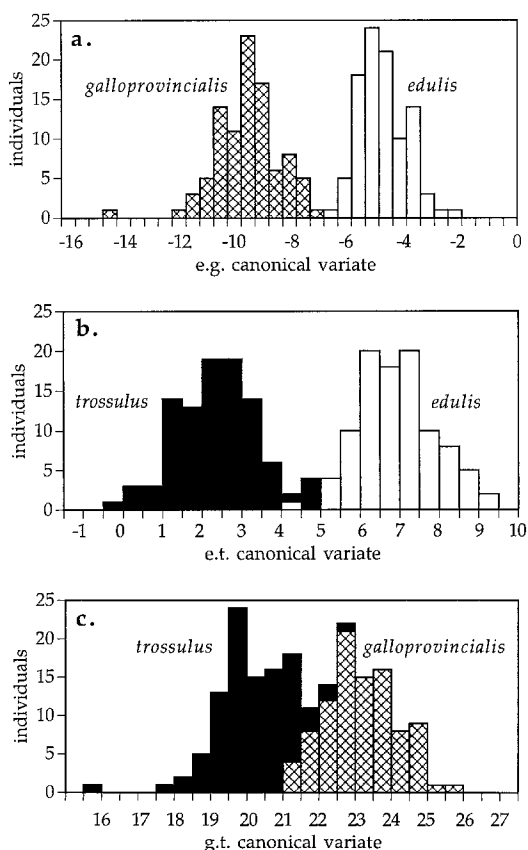 25
a.
20
galloprovincialis
edulis
15
individuals
10
5
0
-16 -14 -12 -10 -8 -6 -4 -2 0
e.g. canonical variate
25
b.
20
trossulus
edulis
15
individuals
10
5
0
-1 0 1 2 3 4 5 6 7 8 9 10
e.t. canonical variate
25
c.
trossulus
galloprovincialis
20
15
individuals
10
5
0
16 17 18 19 20 21 22 23 24 25 26 27
g.t. canonical variate